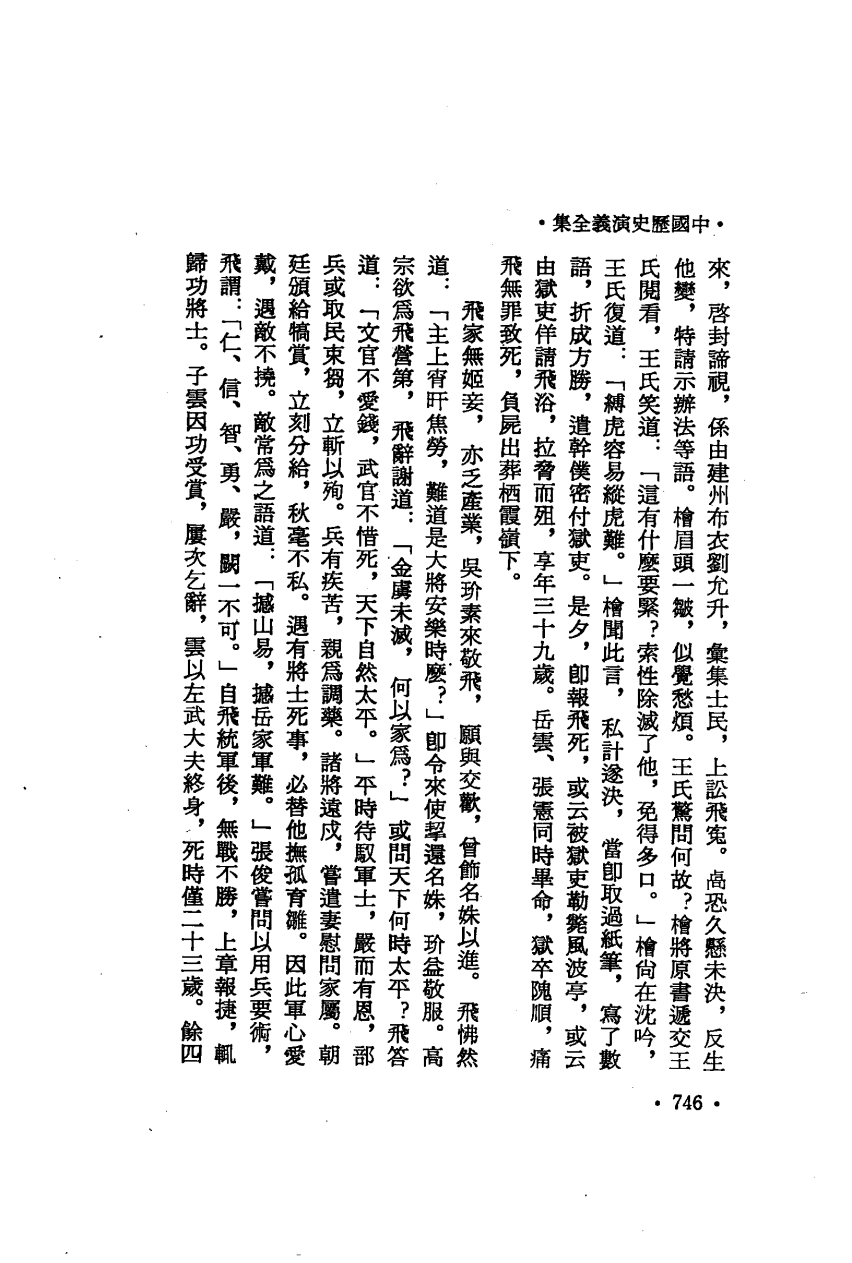 •中國歷史演義全集•
來，啓封諦視，係由建州布衣劉允升，彙集士民，上訟飛寃。卨恐久懸未決，反生
他變，特請示辦法等語。檜眉頭一皺，似覺愁煩。王氏驚問何故？檜將原書遞交王
氏閱看，王氏笑道：「這有什麼要緊？索性除滅了他，免得多口。」檜尙在沈吟，
王氏復道：「縛虎容易縱虎難。」檜聞此言，私計遂決，當卽取過紙筆，寫了數
語，折成方勝，遣幹僕密付獄吏。是夕，卽報飛死，或云被獄吏勒斃風波亭，或云
由獄吏佯請飛浴，拉脅而殂，享年三十九歲。岳雲、張憲同時畢命，獄卒隗順，痛
飛無罪致死，負屍出葬栖霞嶺下。
飛家無姬妾，亦乏產業，吳玠素來敬飛，願與交歡，曾飾名姝以進。飛怫然
道：「主上宵旰焦勞，難道是大將安樂時麼？」卽令來使挈還名姝，玠益敬服。高
宗欲爲飛營第，飛辭謝道：「金虜未滅，何以家爲？」或問天下何時太平？飛答
道：「文官不愛錢，武官不惜死，天下自然太平。」平時待馭軍士，嚴而有恩，部
兵或取民束芻，立斬以殉。兵有疾苦，親爲調藥。諸將遠戍，嘗遣妻慰問家屬。朝
廷頒給犒賞，立刻分給，秋毫不私。遇有將士死事，必替他撫孤育雛。因此軍心愛
戴，遇敵不撓。敵常爲之語道：「撼山易，撼岳家軍難。」張俊嘗問以用兵要術，
飛謂：「仁、信、智、勇、嚴，闕一不可。」自飛統軍後，無戰不勝，上章報捷，輒
歸功將士。子雲因功受賞，屢次乞辭，雲以左武大夫終身，死時僅二十三歲。餘四
•746•